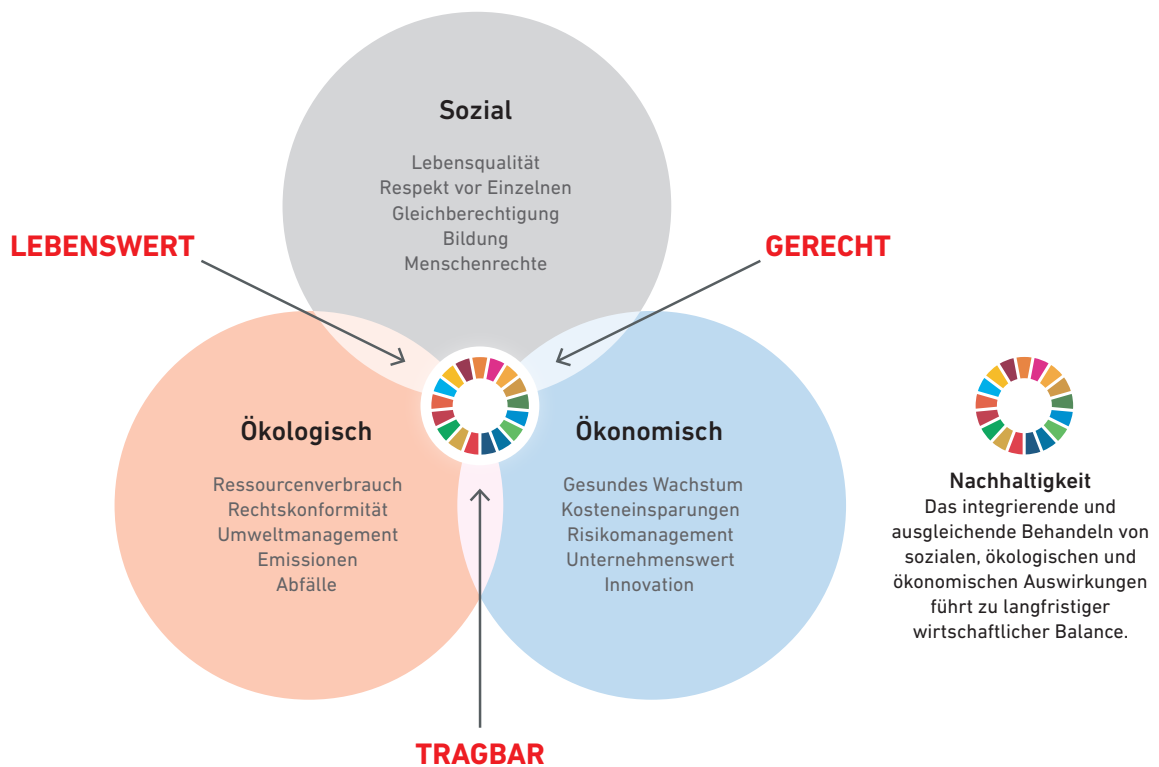 Sozial
Lebensqualität
Respekt vor Einzelnen
Gleichberechtigung
Bildung
Menschenrechte
LEBENSWERT
GERECHT
Ökologisch
Ressourcenverbrauch
Rechtskonformität
Umweltmanagement
Emissionen
Abfälle
Ökonomisch
Gesundes Wachstum
Kosteneinsparungen
Risikomanagement
Unternehmenswert
Innovation
Nachhaltigkeit
Das integrierende und
ausgleichende Behandeln von
sozialen, ökologischen und
ökonomischen Auswirkungen
führt zu langfristiger
wirtschaftlicher Balance.
TRAGBAR